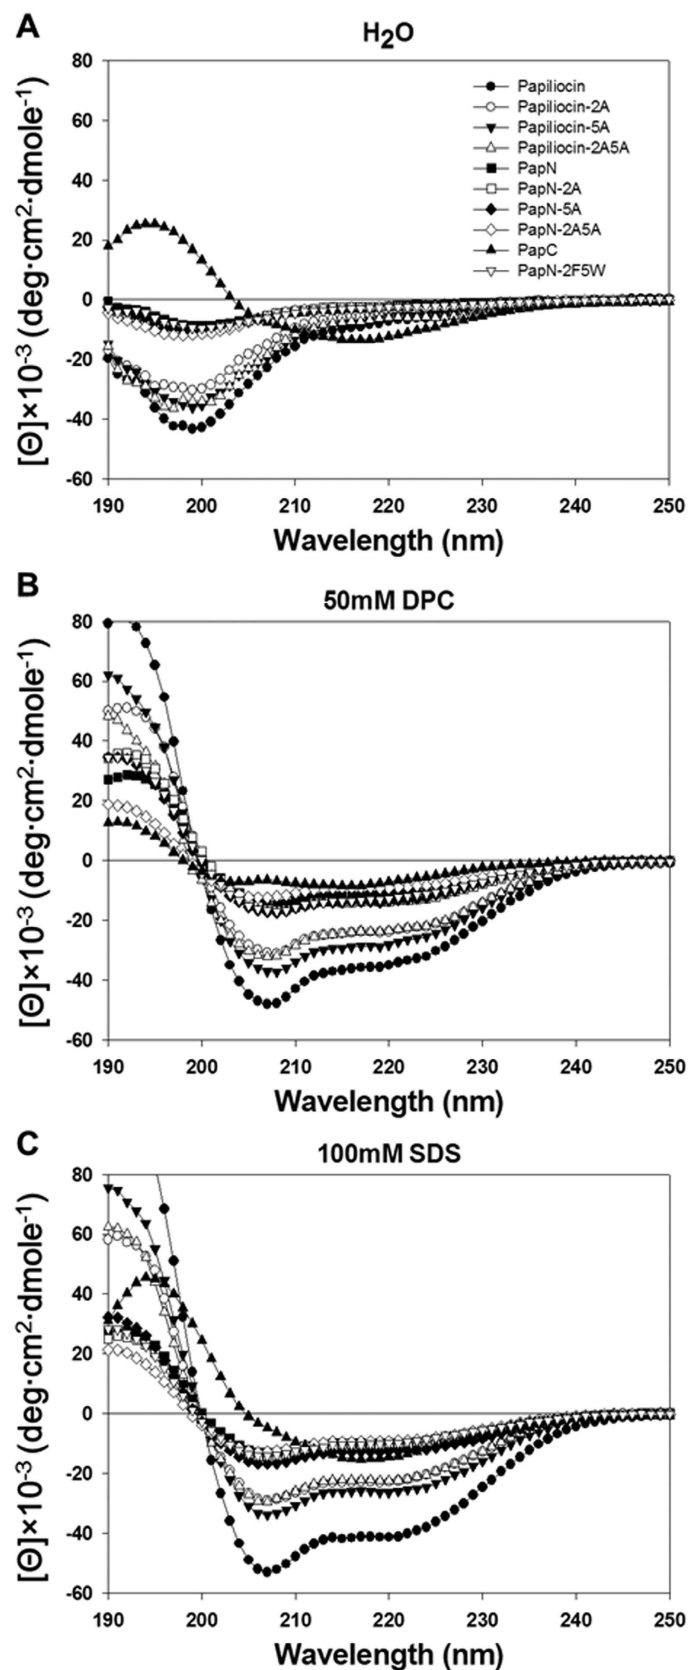 A
H2O
[Θ]×10-3 (deg·cm2·dmole-1)
80
60
40
20
0
-20
-40
-60
Papiliocin
Papiliocin-2A
Papiliocin-5A
Papiliocin-2A5A
PapN
PapN-2A
PapN-5A
PapN-2A5A
PapC
PapN-2F5W
190 200 210 220 230 240 250
Wavelength (nm)
B
50mM DPC
[Θ]×10-3 (deg·cm2·dmole-1)
80
60
40
20
0
-20
-40
-60
190 200 210 220 230 240 250
Wavelength (nm)
C
100mM SDS
[Θ]×10-3 (deg·cm2·dmole-1)
80
60
40
20
0
-20
-40
-60
190 200 210 220 230 240 250
Wavelength (nm)